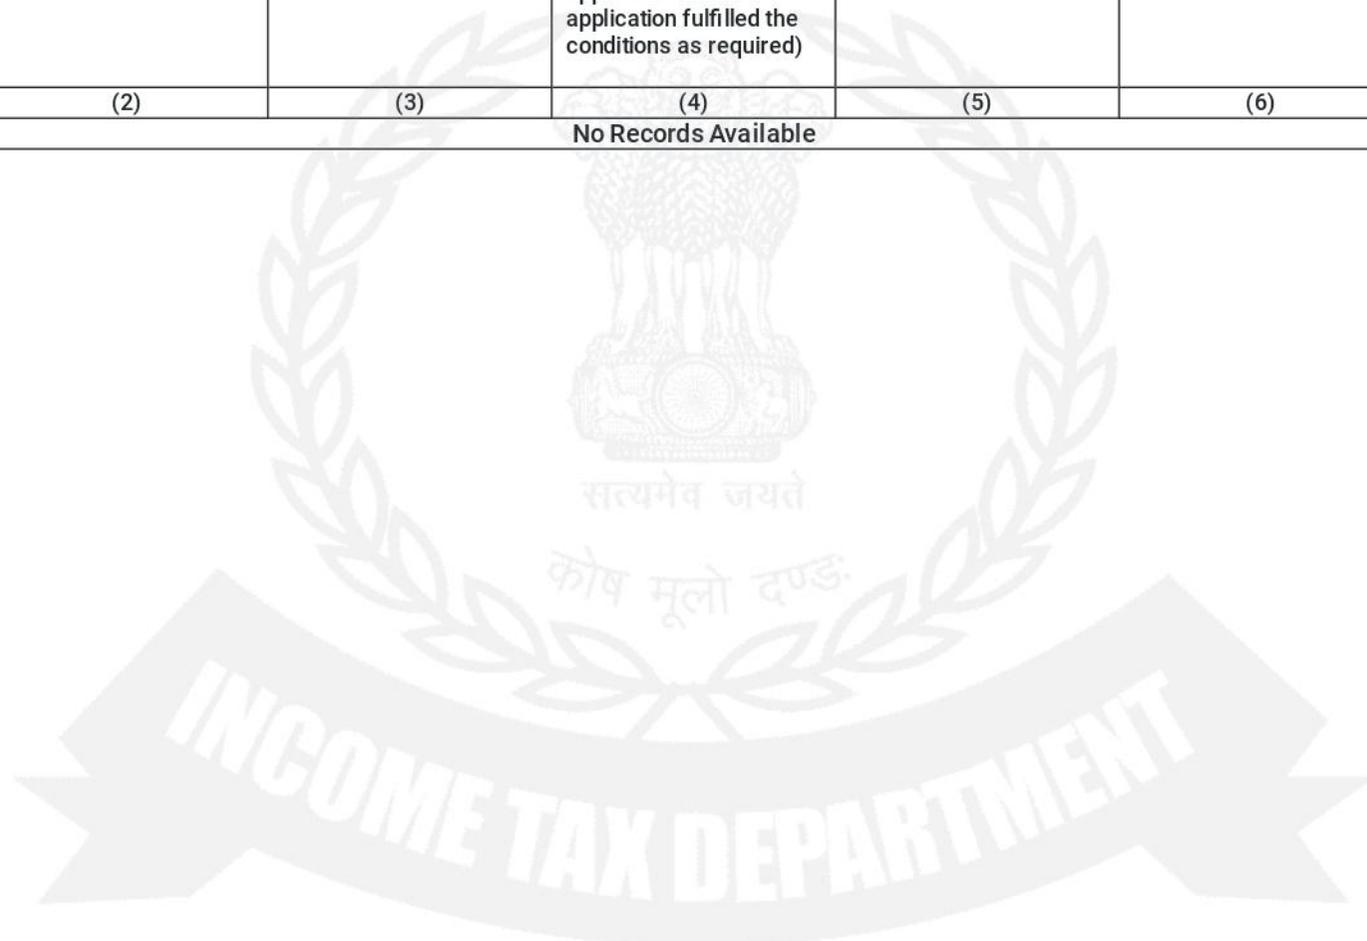 application fulfilled the
conditions as required)
(2) (3) (4) (5) (6)
No Records Available
सत्यमेव जयते
कोष मूलो दण्डः
INCOME TAX DEPARTMENT